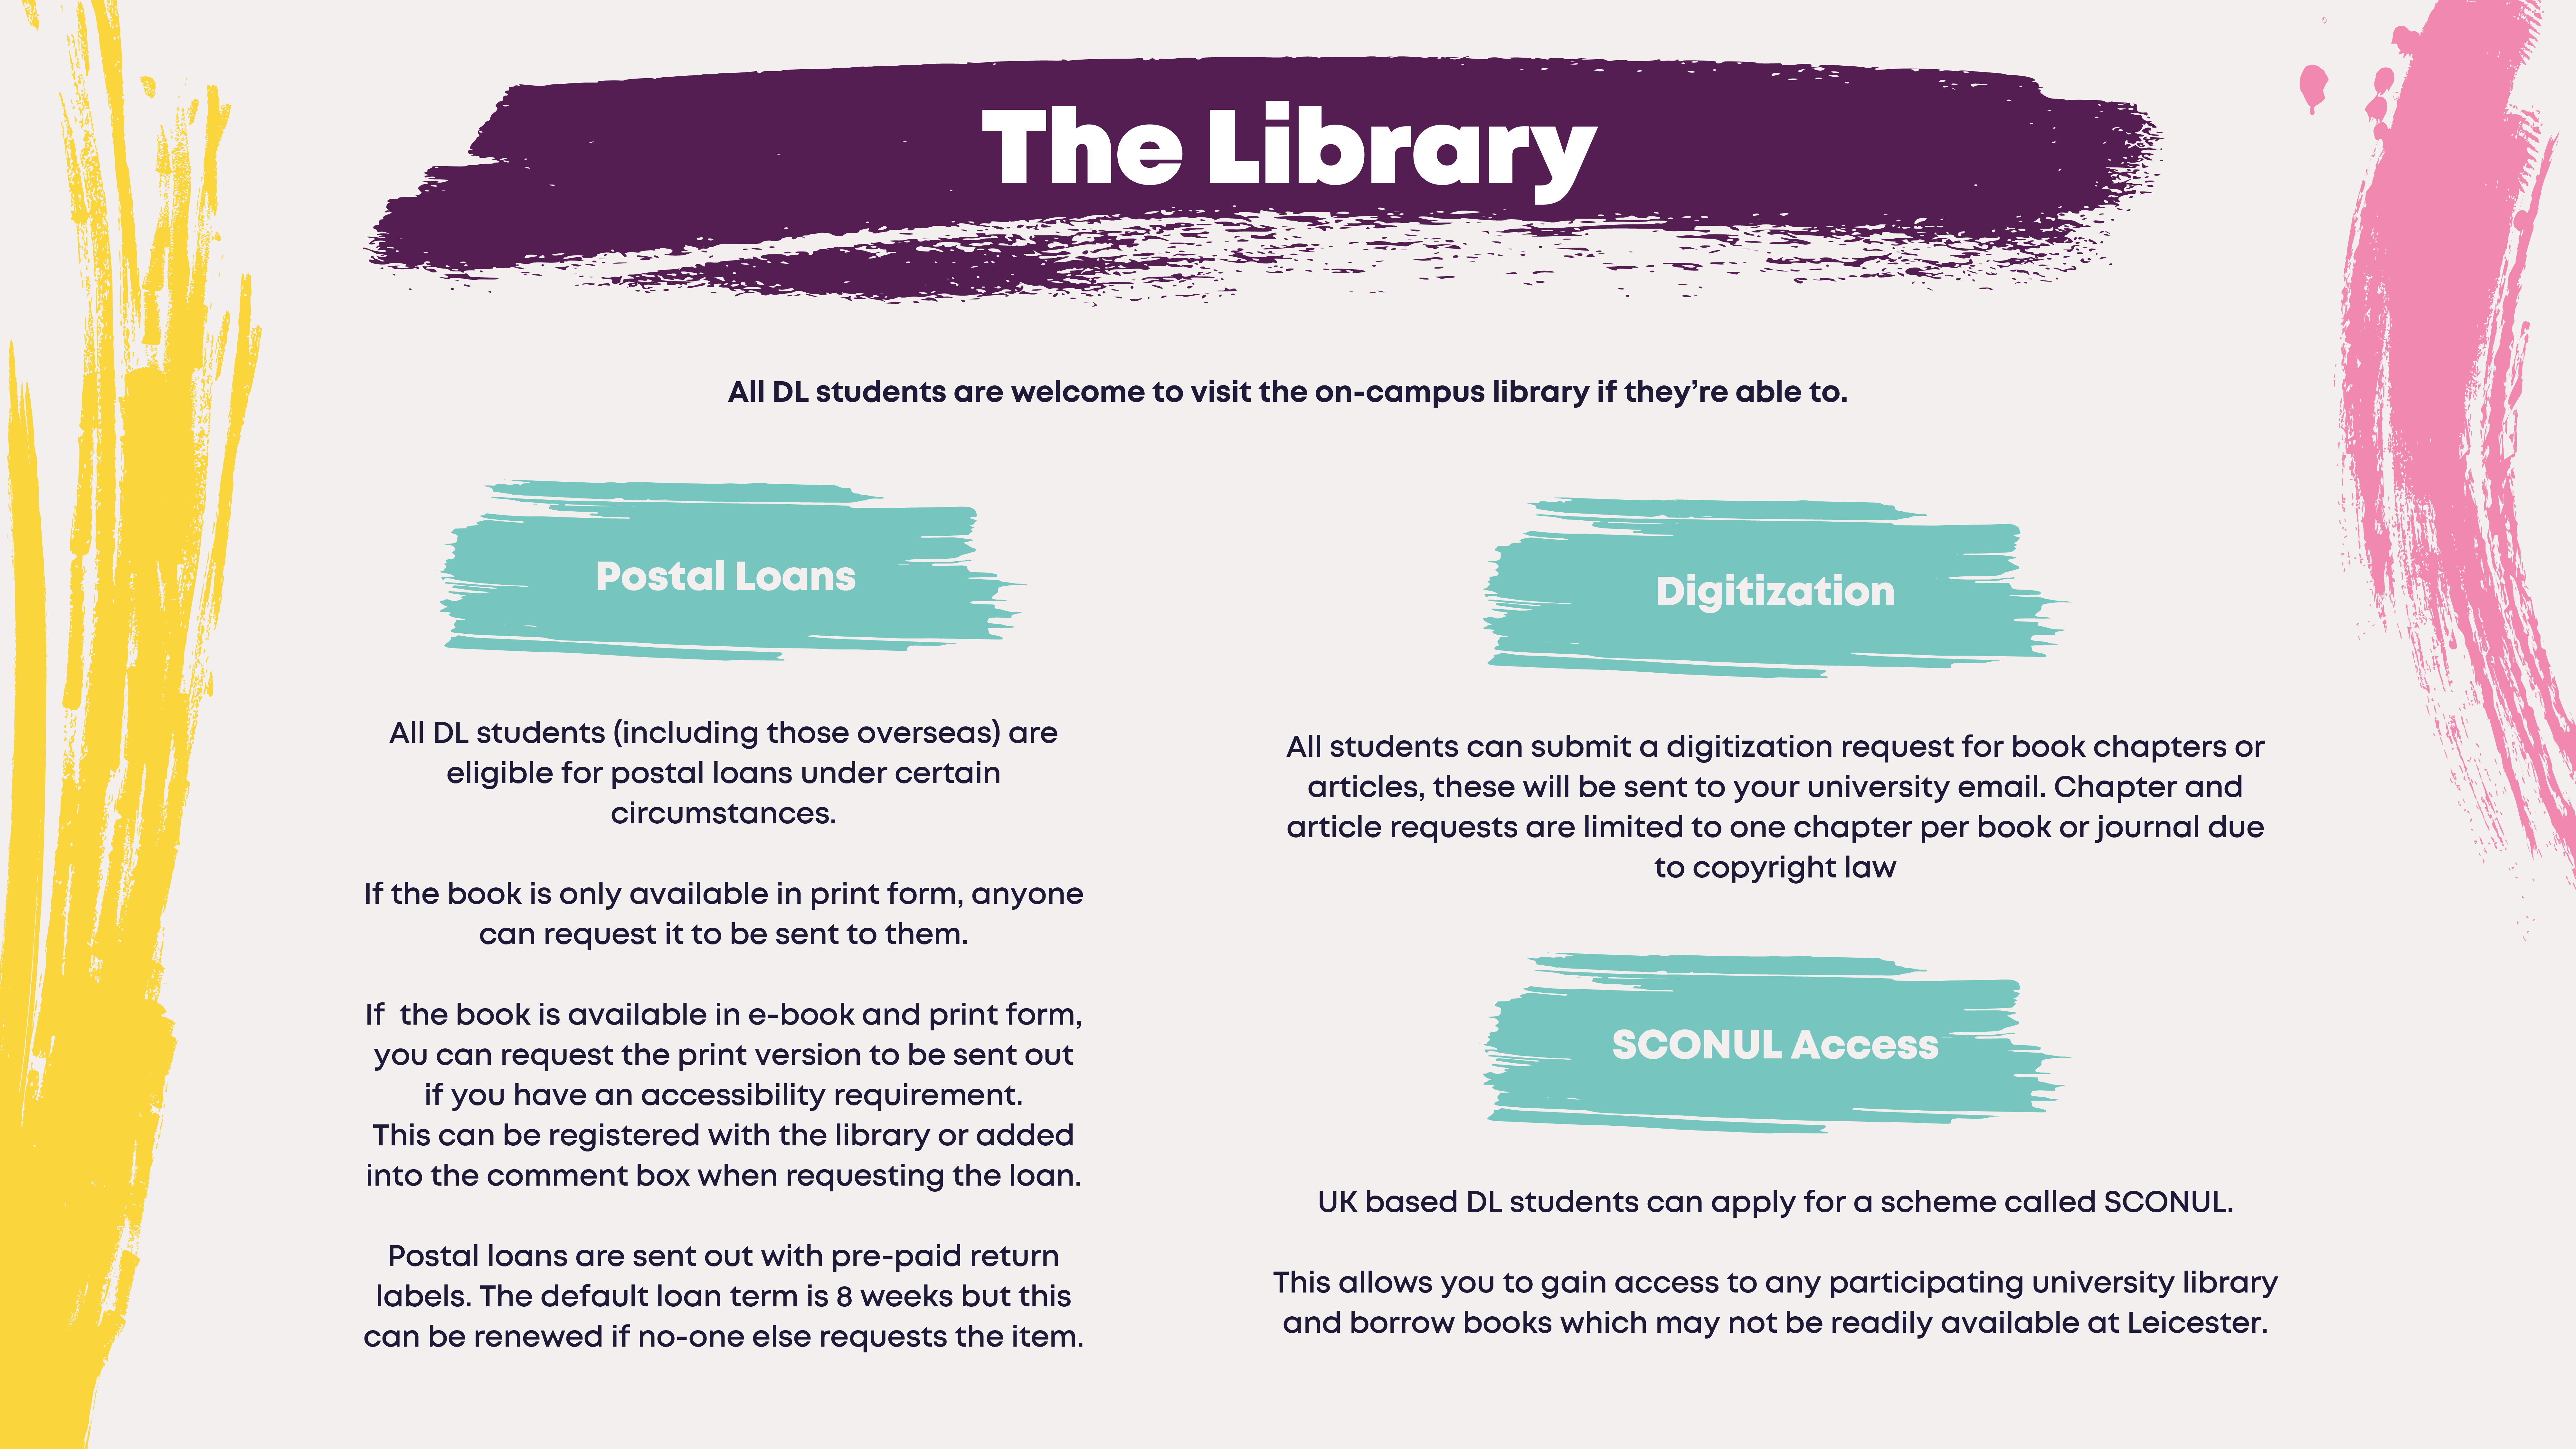 The Library
All DL students are welcome to visit the on-campus library if they’re able to.
Postal Loans
All DL students (including those overseas) are
eligible for postal loans under certain
circumstances.
If the book is only available in print form, anyone
can request it to be sent to them.
If  the book is available in e-book and print form,
you can request the print version to be sent out
if you have an accessibility requirement.
This can be registered with the library or added
into the comment box when requesting the loan.
Postal loans are sent out with pre-paid return
labels. The default loan term is 8 weeks but this
can be renewed if no-one else requests the item.
Digitization
All students can submit a digitization request for book chapters or
articles, these will be sent to your university email. Chapter and
article requests are limited to one chapter per book or journal due
to copyright law
SCONUL Access
UK based DL students can apply for a scheme called SCONUL.
This allows you to gain access to any participating university library
and borrow books which may not be readily available at Leicester.